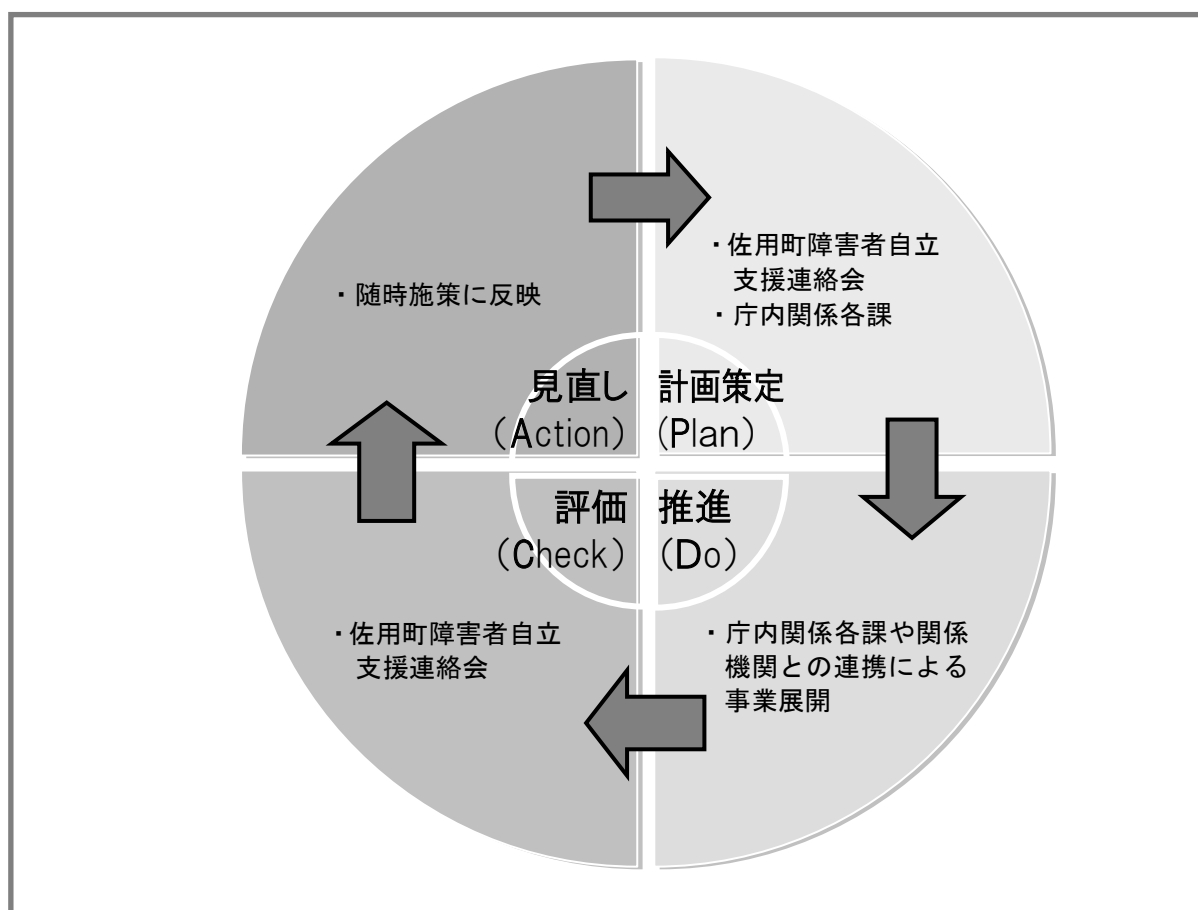 ・随時施策に反映
・佐用町障害者自立
支援連絡会
・庁内関係各課
見直し
（Action）
計画策定
（Plan）
評価
（Check）
推進
（Do）
・佐用町障害者自立
支援連絡会
・庁内関係各課や関係
機関との連携による
事業展開